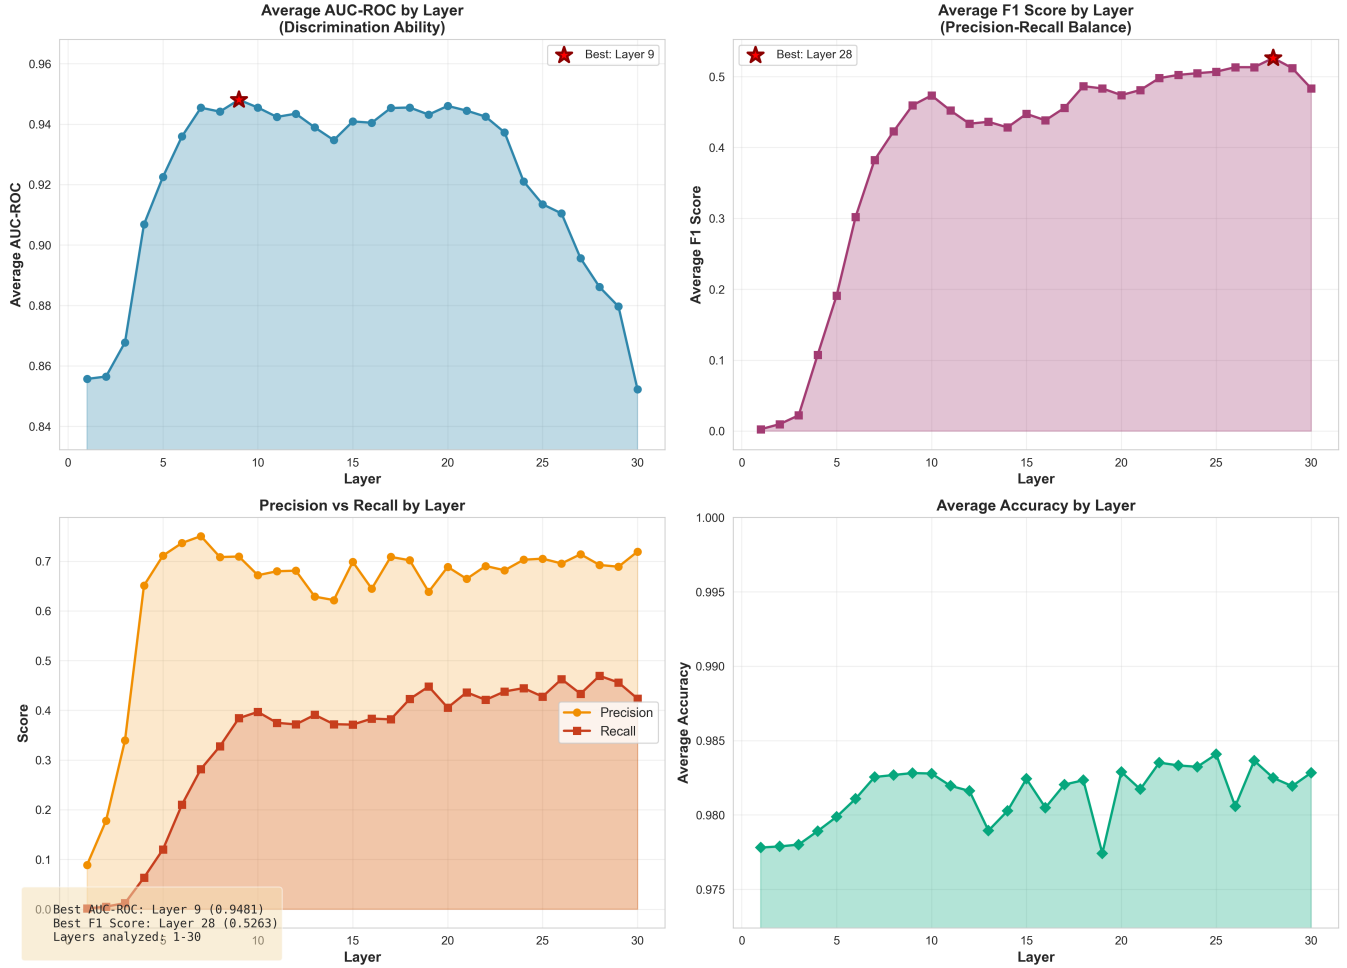 Average AUC-ROC by Layer
(Discrimination Ability)
Best: Layer 9
Average AUC-ROC
0.96
0.94
0.92
0.90
0.88
0.86
0.84
0
5
10
15
20
25
30
Layer
Average F1 Score by Layer
(Precision-Recall Balance)
Best: Layer 28
Average F1 Score
0.5
0.4
0.3
0.2
0.1
0.0
0
5
10
15
20
25
30
Layer
Precision vs Recall by Layer
Score
0.7
0.6
0.5
0.4
0.3
0.2
0.1
0.0
Precision
Recall
0
5
10
15
20
25
30
Layer
Best AUC-ROC: Layer 9 (0.9481)
Best F1 Score: Layer 28 (0.5263)
Layers analyzed: 1-30
Average Accuracy by Layer
Average Accuracy
1.000
0.995
0.990
0.985
0.980
0.975
0
5
10
15
20
25
30
Layer